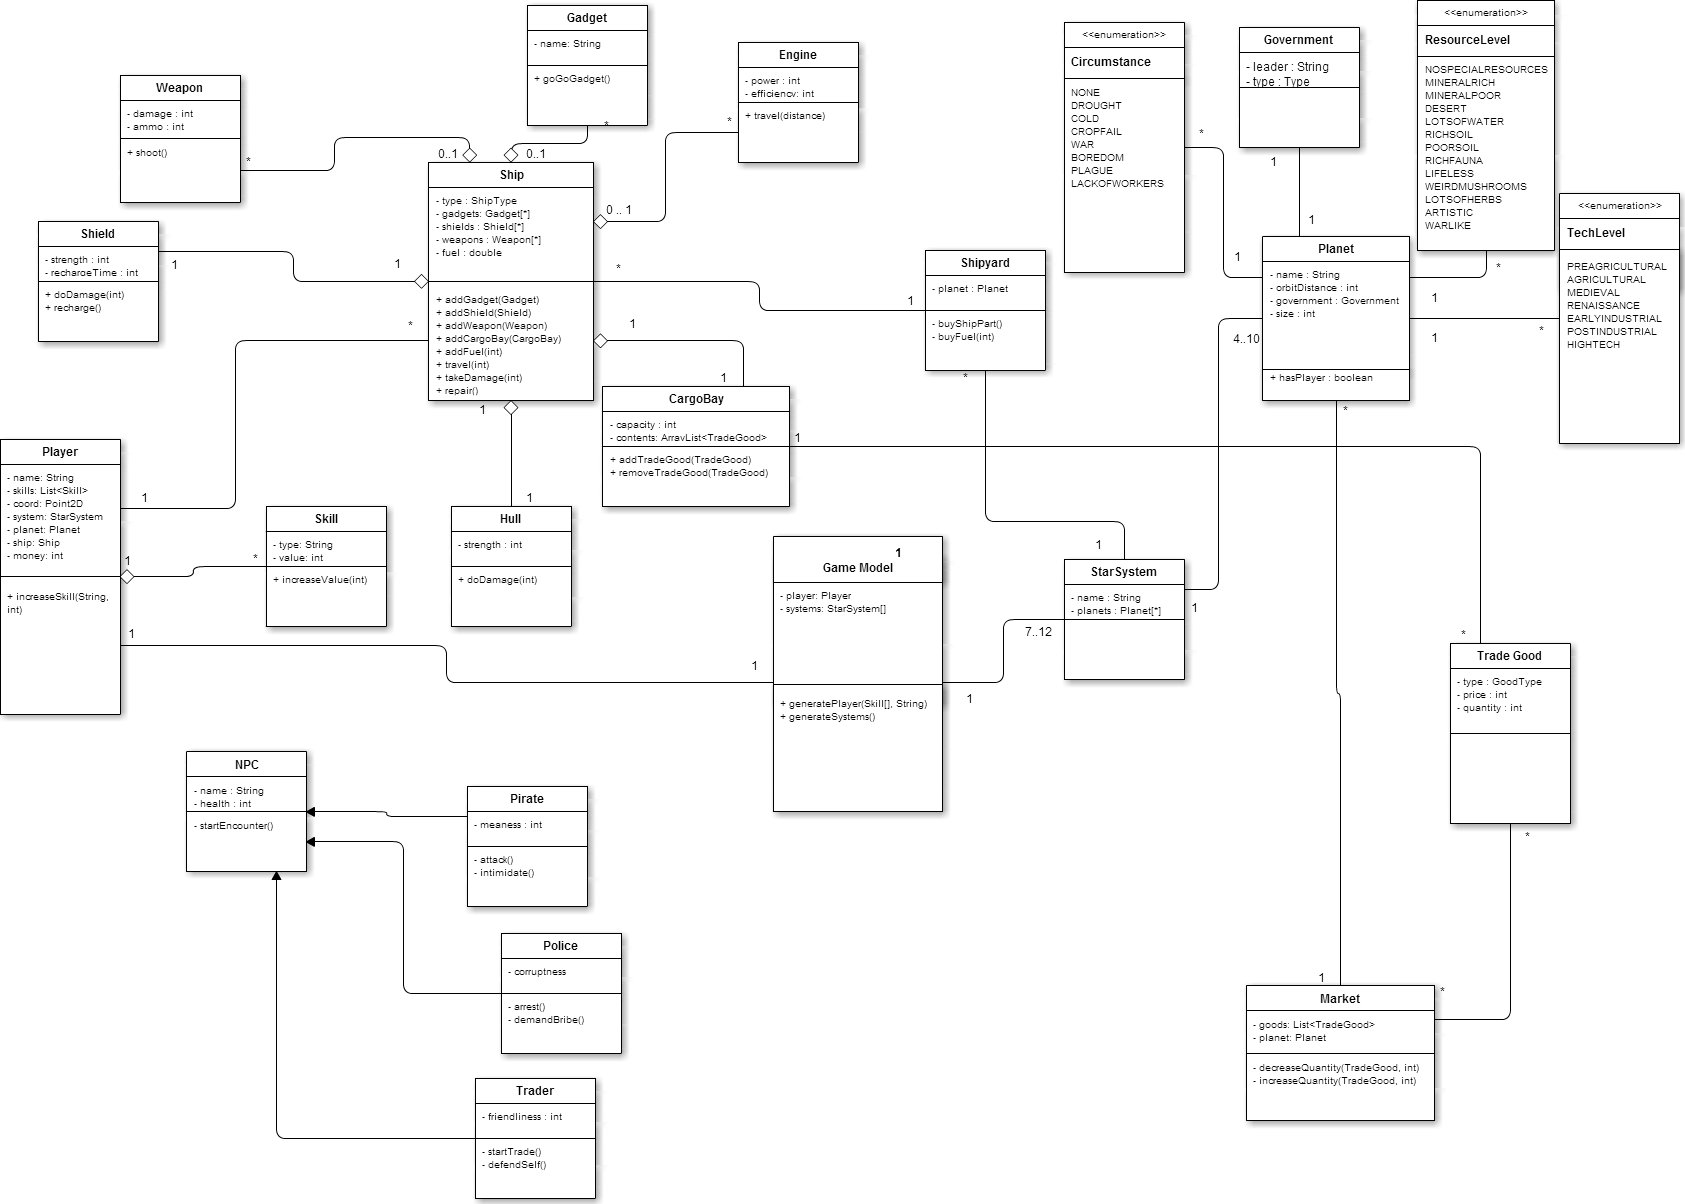 Gadget
- name: String
+ goGoGadget()
*
Engine
- power : int
- efficiency: int
+ travel(distance)
*
Weapon
- damage : int
- ammo : int
+ shoot()
*
0..1
0..1
0 .. 1
Ship
- type : ShipType
- gadgets: Gadget[*]
- shields : Shield[*]
- weapons : Weapon[*]
- fuel : double
+ addGadget(Gadget)
+ addShield(Shield)
+ addWeapon(Weapon)
+ addCargoBay(CargoBay)
+ addFuel(int)
+ travel(int)
+ takeDamage(int)
+ repair()
Shield
- strength : int
- rechargeTime : int
+ doDamage(int)
+ recharge()
1
1
*
*
1
1
1
1
Shipyard
- planet : Planet
- buyShipPart()
- buyFuel(int)
1
*
<<enumeration>>
Circumstance
NONE
DROUGHT
COLD
CROPFAIL
WAR
BOREDOM
PLAGUE
LACKOFWORKERS
*
1
Government
- leader : String
- type : Type
1
1
<<enumeration>>
ResourceLevel
NOSPECIALRESOURCES
MINERALRICH
MINERALPOOR
DESERT
LOTSOFWATER
RICHSOIL
POORSOIL
RICHFAUNA
LIFELESS
WEIRDMUSHROOMS
LOTSOFHERBS
ARTISTIC
WARLIKE
*
1
<<enumeration>>
TechLevel
PREAGRICULTURAL
AGRICULTURAL
MEDIEVAL
RENAISSANCE
EARLYINDUSTRIAL
POSTINDUSTRIAL
HIGHTECH
*
1
Planet
- name : String
- orbitDistance : int
- government : Government
- size : int
+ hasPlayer : boolean
4..10
*
CargoBay
- capacity : int
- contents: ArrayList<TradeGood>
+ addTradeGood(TradeGood)
+ removeTradeGood(TradeGood)
1
Player
- name: String
- skills: List<Skill>
- coord: Point2D
- system: StarSystem
- planet: Planet
- ship: Ship
- money: int
+ increaseSkill(String,
int)
1
1
1
*
Skill
- type: String
- value: int
+ increaseValue(int)
Hull
- strength : int
+ doDamage(int)
1
1
Game Model
- player: Player
- systems: StarSystem[]
+ generatePlayer(Skill[], String)
+ generateSystems()
1
1
7..12
1
StarSystem
- name : String
- planets : Planet[*]
1
*
Trade Good
- type : GoodType
- price : int
- quantity : int
*
NPC
- name : String
- health : int
- startEncounter()
Pirate
- meaness : int
- attack()
- intimidate()
Police
- corruptness
- arrest()
- demandBribe()
Trader
- friendliness : int
- startTrade()
- defendSelf()
1
*
Market
- goods: List<TradeGood>
- planet: Planet
- decreaseQuantity(TradeGood, int)
- increaseQuantity(TradeGood, int)